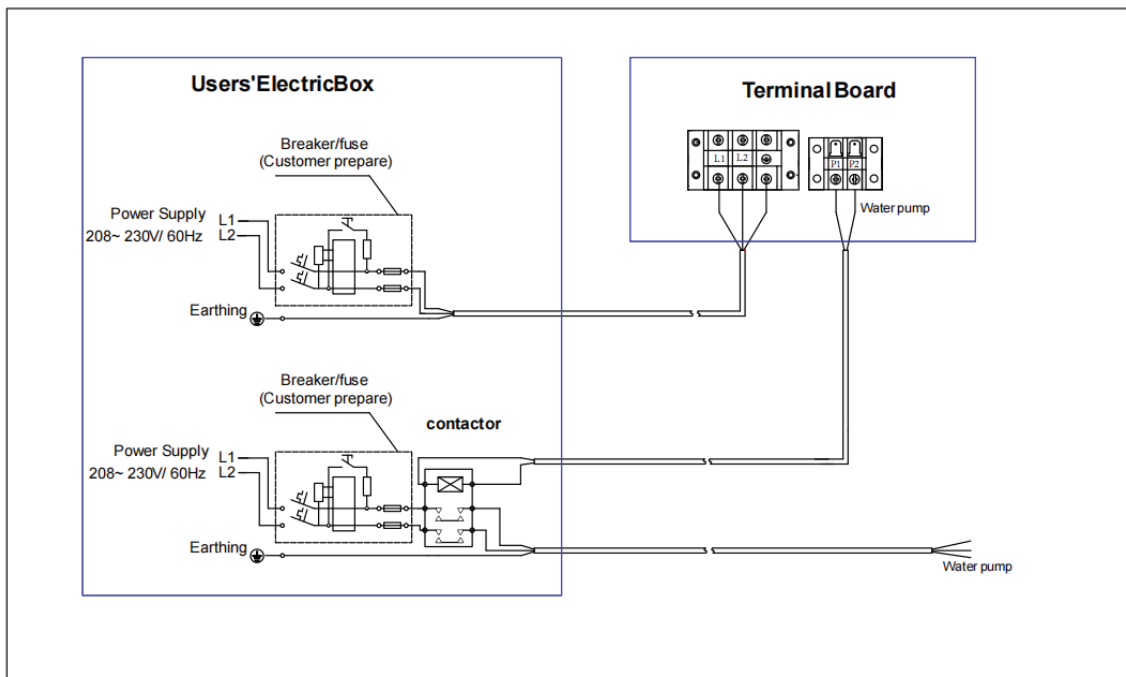 Users'ElectricBox
Terminal Board
Breaker/fuse
(Customer prepare)
L1 L2
P1 P2
Water pump
Power Supply L1
208~ 230V/ 60Hz L2
Earthing
Breaker/fuse
(Customer prepare)
contactor
Power Supply L1
208~ 230V/ 60Hz L2
Earthing
Water pump